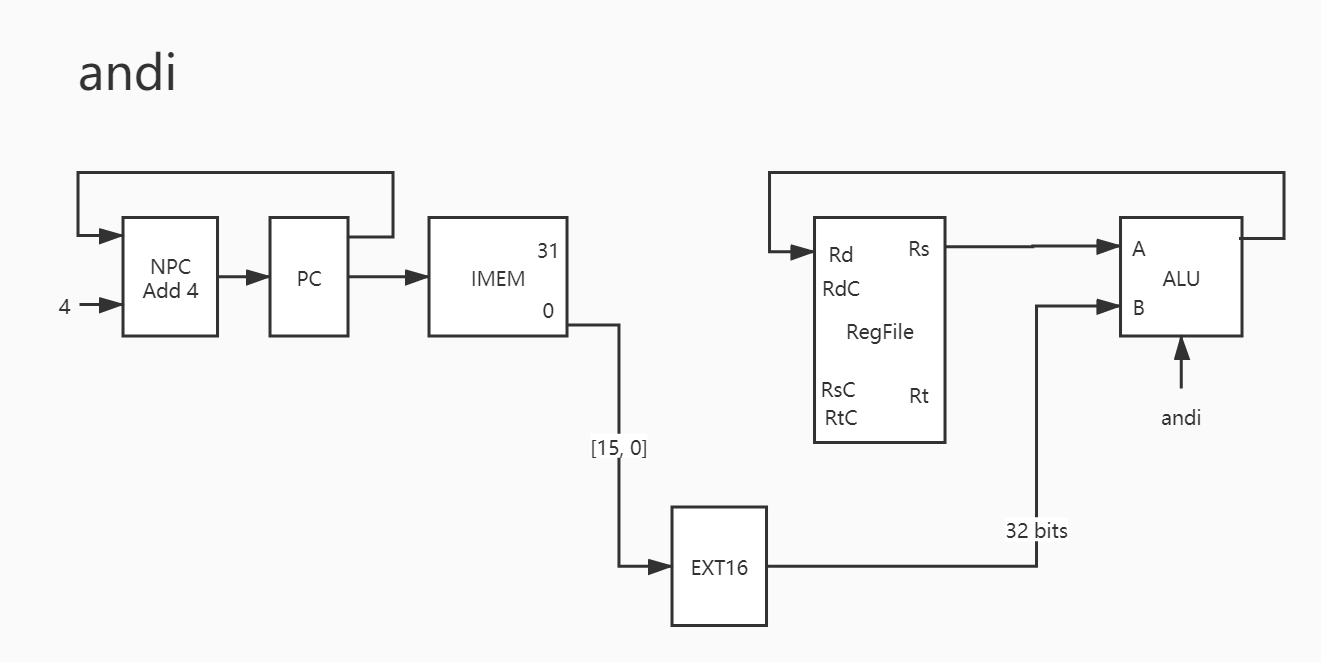 andi
NPC
Add 4
4
PC
IMEM
31
0
[15, 0]
EXT16
Rd
RdC
RegFile
RsC
RtC
Rs
Rt
A
ALU
B
andi
32 bits